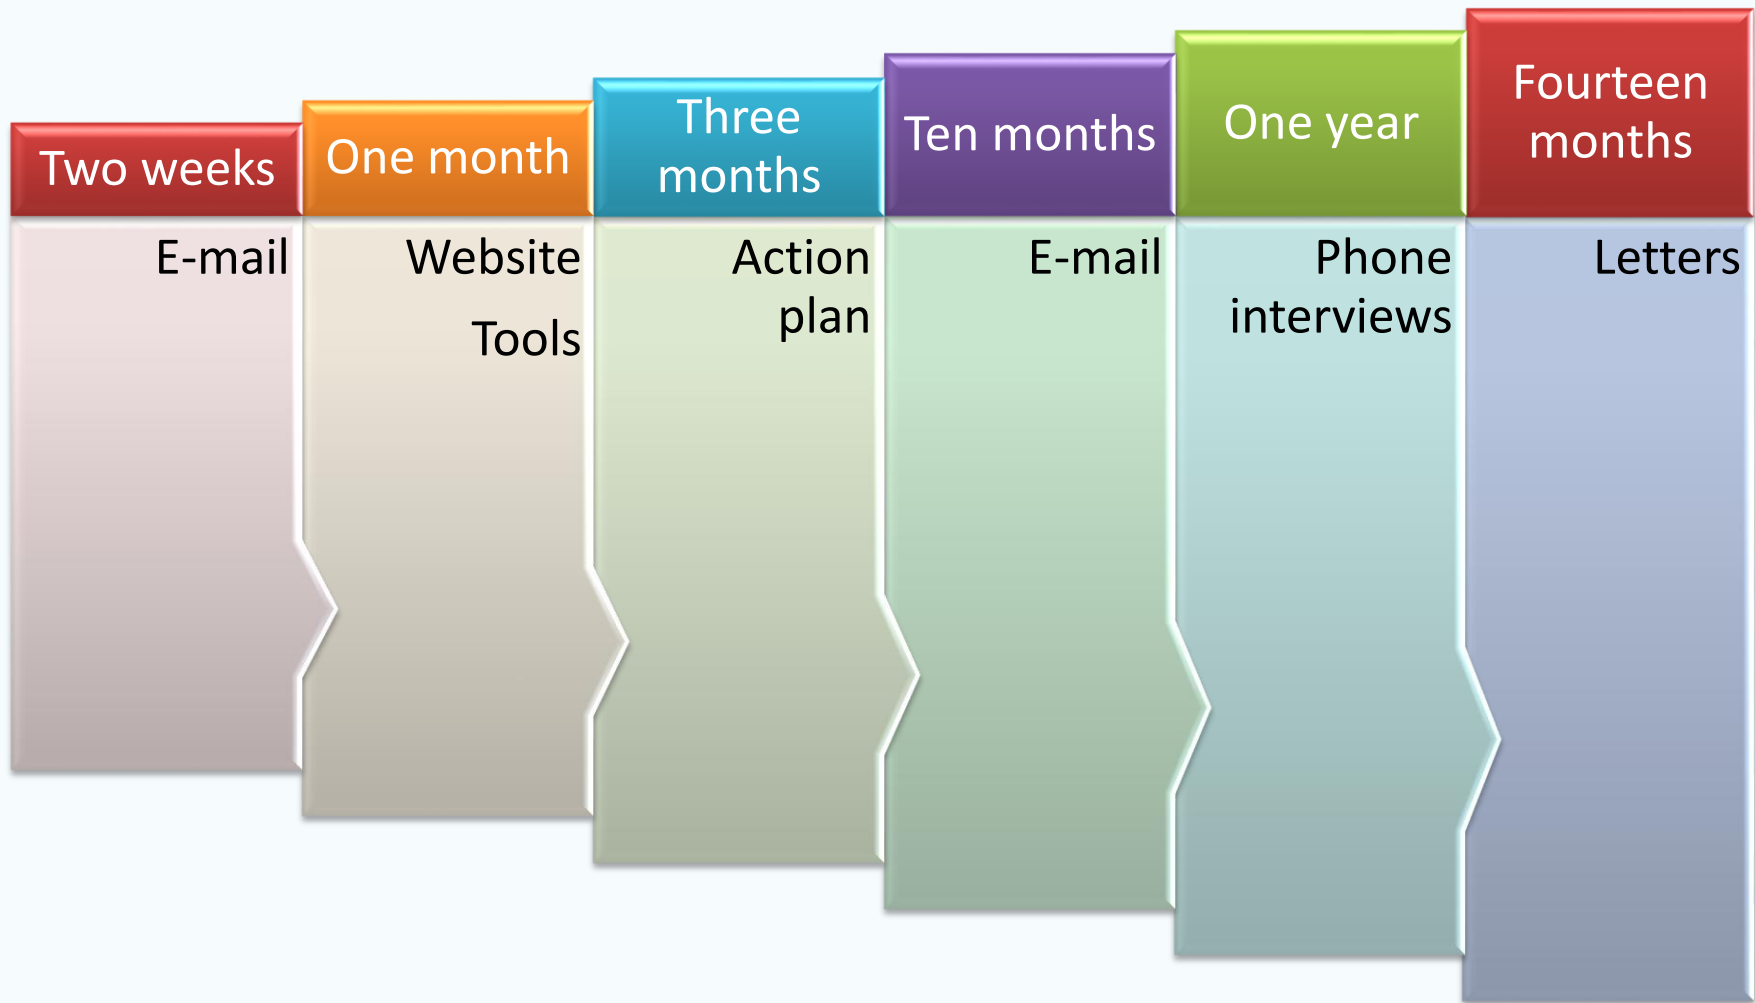 Two weeks
E-mail
One month
Website
Tools
Three
months
Action
plan
Ten months
E-mail
One year
Phone
interviews
Fourteen
months
Letters